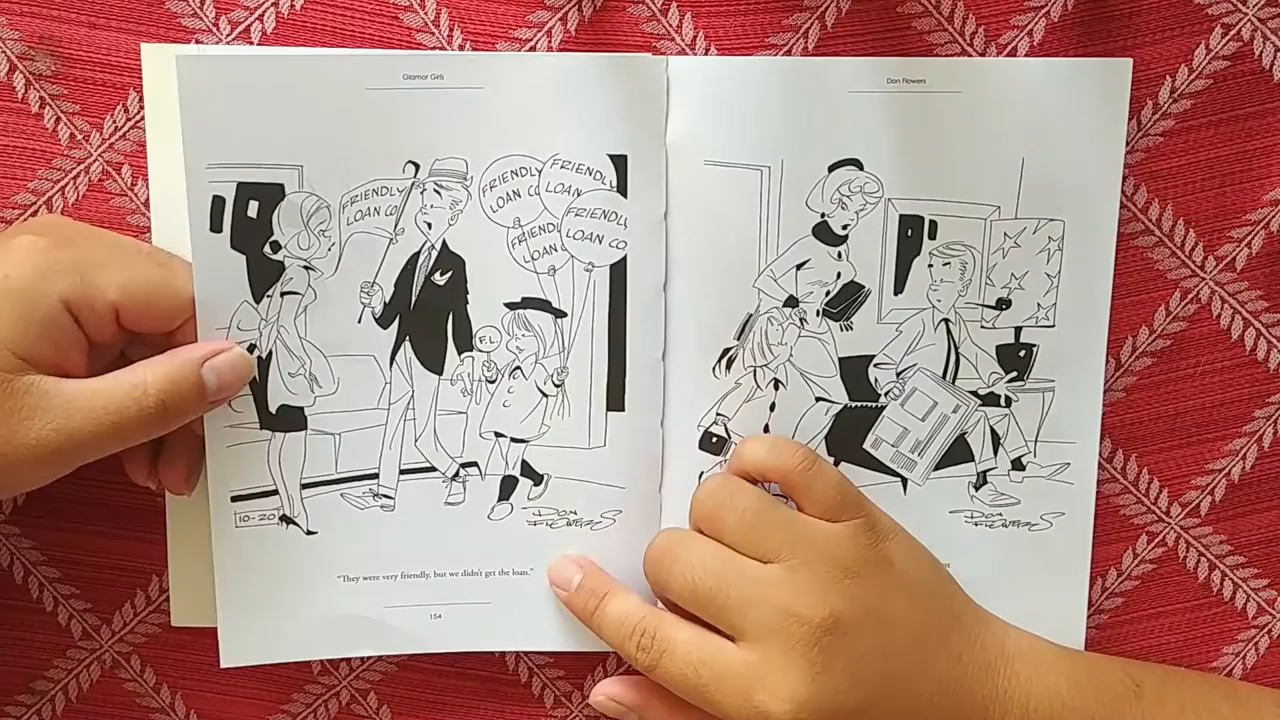 Glamor Girls
FRIENDLY
LOAN CO
FRIENDLY
LOAN CO
FRIENDLY
LOAN
FRIENDLY
LOAN CO
LOAN
F.L.
10-20
DON
FLOWERS
"They were very friendly, but we didn't get the loan."
154
Don Flowers
DON
FLOWERS